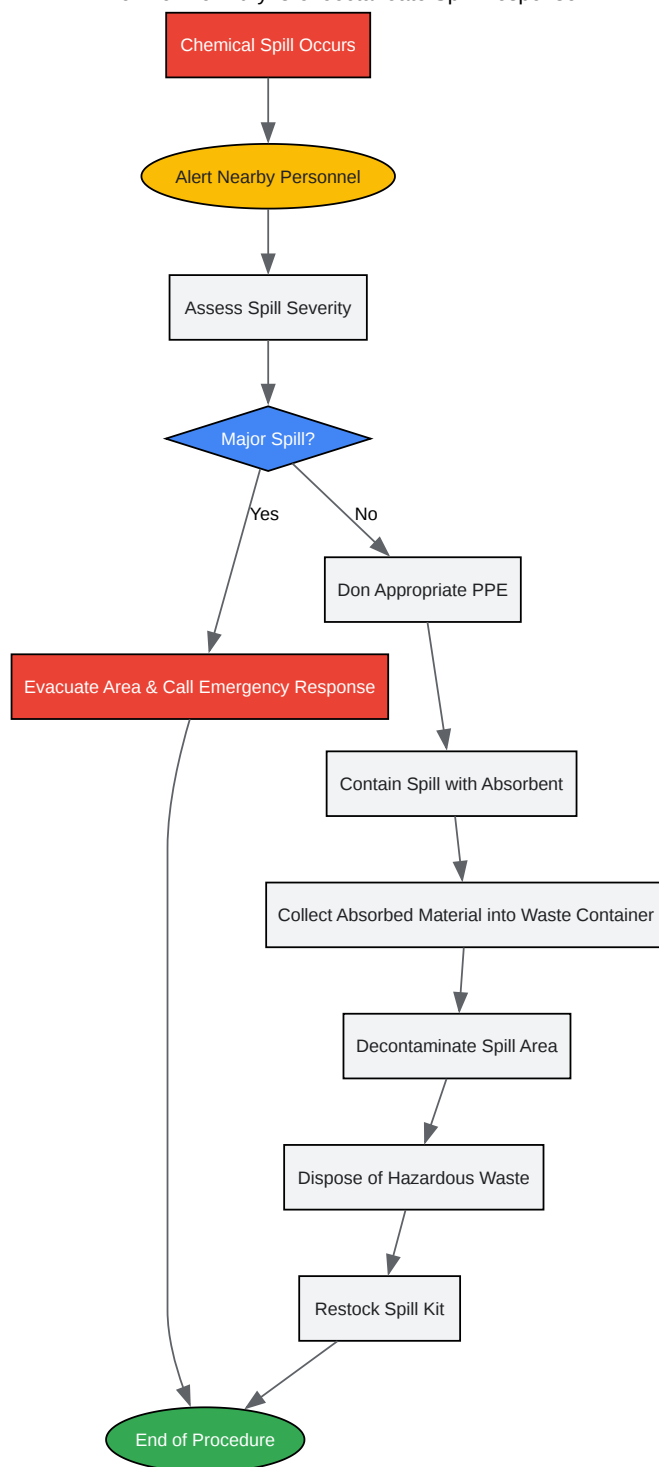 Spill Response
Chemical Spill Occurs
Alert Nearby Personnel
Assess Spill Severity
Major Spill?
Yes
No
Don Appropriate PPE
Evacuate Area & Call Emergency Response
Contain Spill with Absorbent
Collect Absorbed Material into Waste Container
Decontaminate Spill Area
Dispose of Hazardous Waste
Restock Spill Kit
End of Procedure